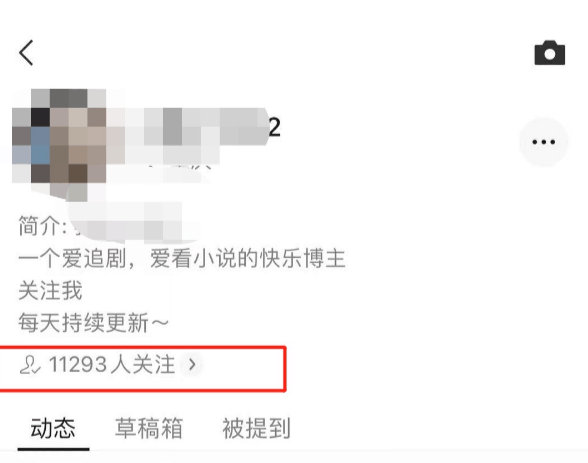 2
简介:
一个爱追剧，爱看小说的快乐博主
关注我
每天持续更新～
11293人关注 >
动态 草稿箱 被提到